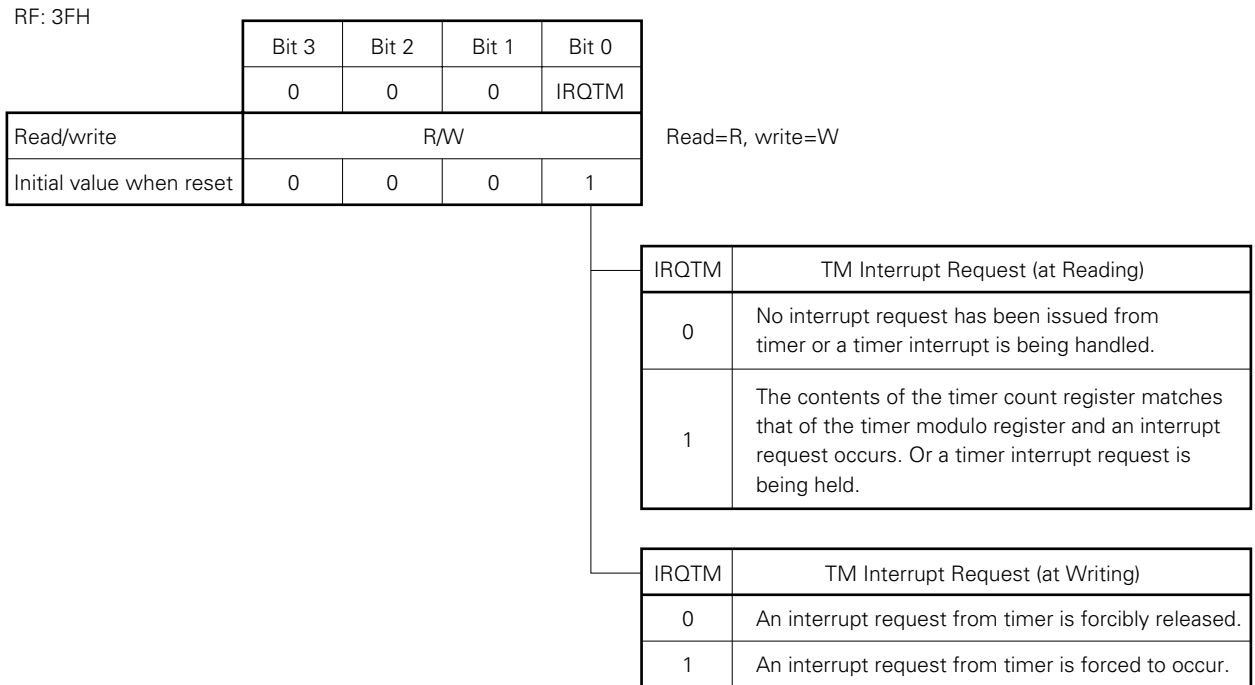 RF: 3FH
Bit 3 Bit 2 Bit 1 Bit 0
0 0 0 IRQTM
Read/write R/W Read=R, write=W
Initial value when reset 0 0 0 1
IRQTM TM Interrupt Request (at Reading)
0 No interrupt request has been issued from
timer or a timer interrupt is being handled.
The contents of the timer count register matches
that of the timer modulo register and an interrupt
1 request occurs. Or a timer interrupt request is
being held.
IRQTM TM Interrupt Request (at Writing)
0 An interrupt request from timer is forcibly released.
1 An interrupt request from timer is forced to occur.